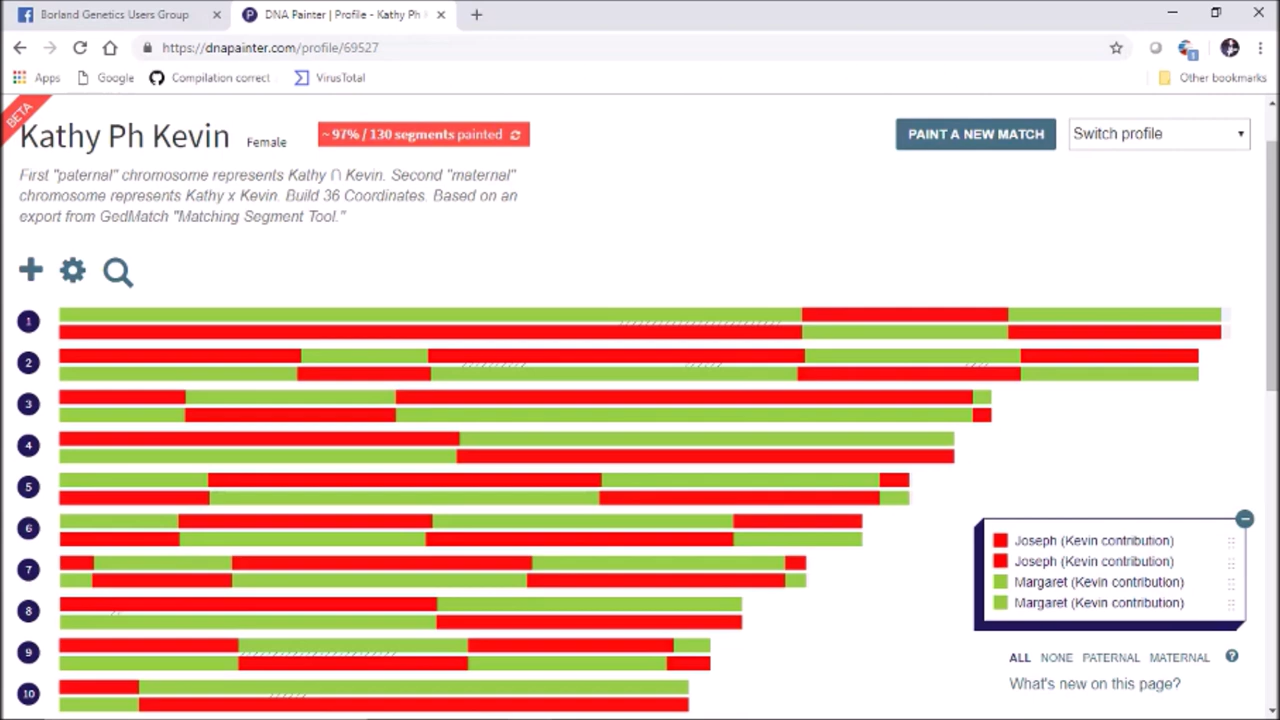 Borland Genetics Users Group
DNA Painter | Profile - Kathy Ph
https://dnapainter.com/profile/69527
1
Apps Google Compilation correct VirusTotal Other bookmarks
BETA
Kathy Ph Kevin Female ~ 97% / 130 segments painted PAINT A NEW MATCH Switch profile
First "paternal" chromosome represents Kathy ∩ Kevin. Second "maternal"
chromosome represents Kathy x Kevin. Build 36 Coordinates. Based on an
export from GedMatch "Matching Segment Tool."
1
2
3
4
5
6
7
8
9
10
Joseph (Kevin contribution)
Joseph (Kevin contribution)
Margaret (Kevin contribution)
Margaret (Kevin contribution)
ALL NONE PATERNAL MATERNAL ?
What's new on this page?